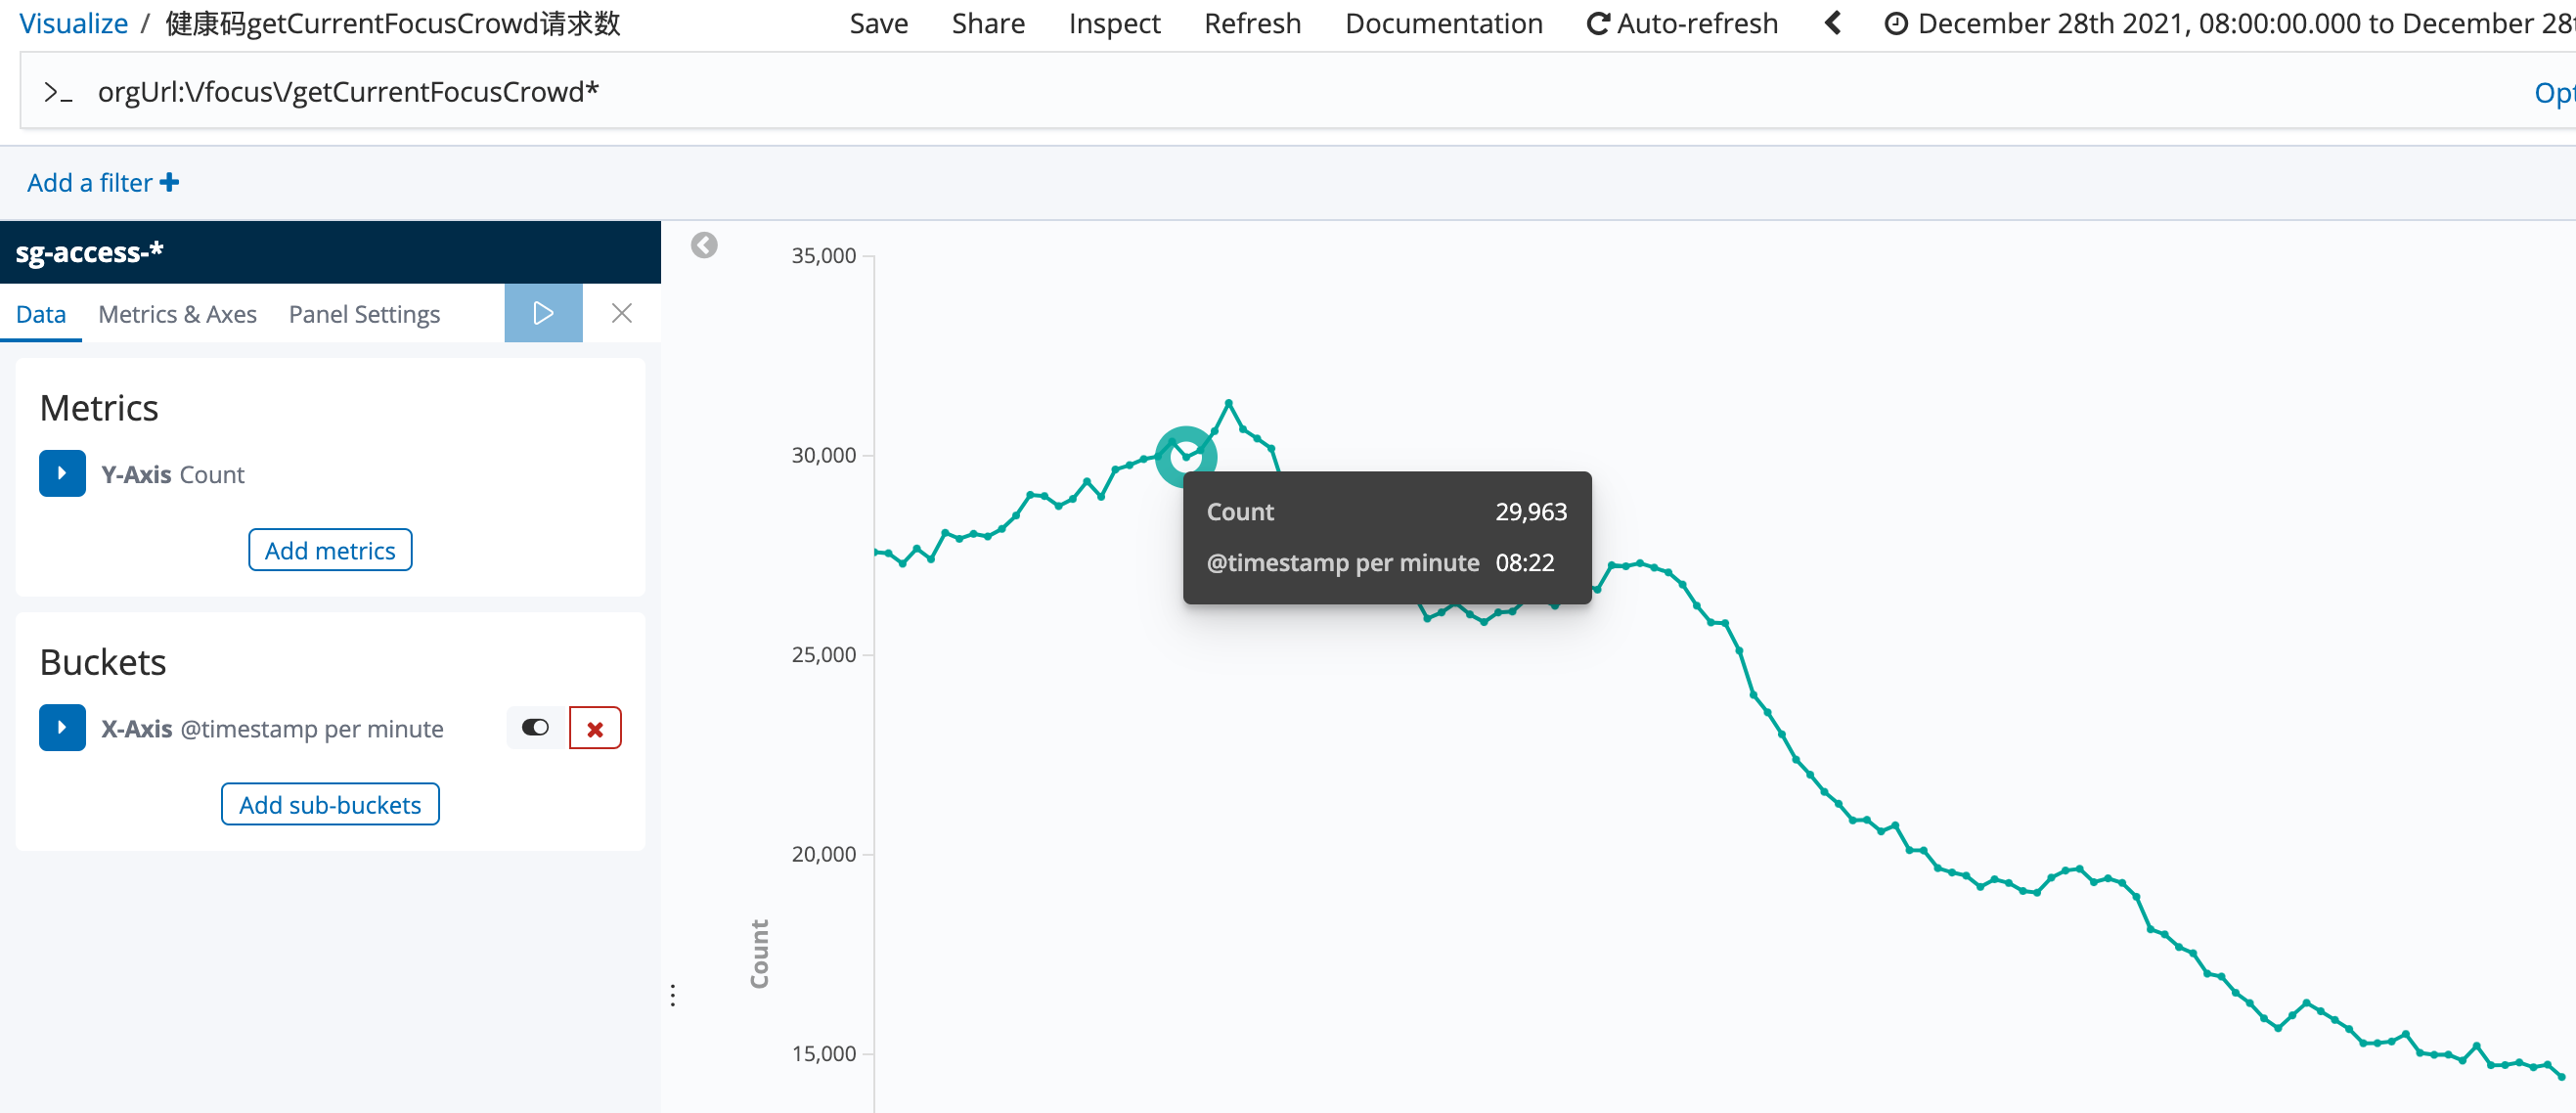 Visualize / 健康码getCurrentFocusCrowd请求数
Save Share Inspect Refresh Documentation Auto-refresh December 28th 2021, 08:00:00.000 to December 28
>_ orgUrl:\/focus\/getCurrentFocusCrowd*
Opt
Add a filter +
sg-access-*
Data Metrics & Axes Panel Settings
Metrics
Y-Axis Count
Add metrics
Buckets
X-Axis @timestamp per minute
Add sub-buckets
35,000
30,000
25,000
20,000
15,000
Count
Count 29,963
@timestamp per minute 08:22